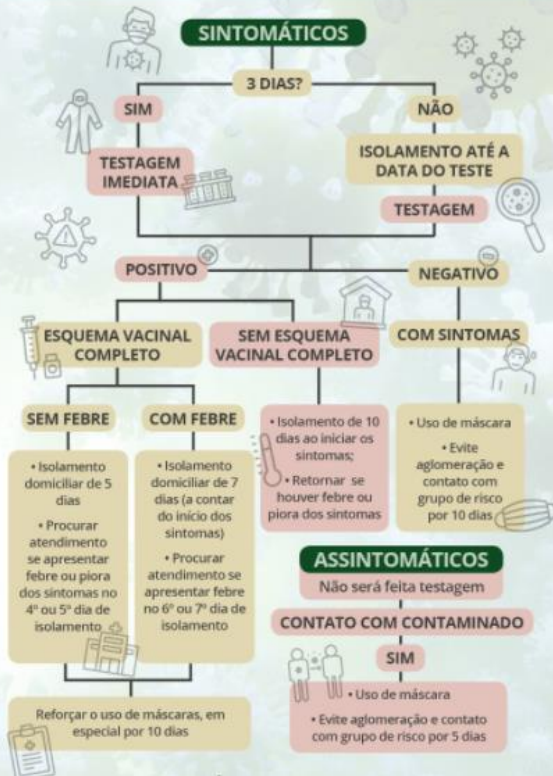 SINTOMÁTICOS
3 DIAS?
SIM
NÃO
TESTAGEM
IMEDIATA
ISOLAMENTO ATÉ A
DATA DO TESTE
TESTAGEM
POSITIVO
NEGATIVO
ESQUEMA VACINAL
COMPLETO
SEM ESQUEMA
VACINAL COMPLETO
COM SINTOMAS
SEM FEBRE
COM FEBRE
• Isolamento
domiciliar de 5
dias
• Procurar
atendimento
se apresentar
febre ou piora
dos sintomas no
4º ou 5º dia de
isolamento
• Isolamento
domiciliar de 7
dias (a contar
do início dos
sintomas)
• Procurar
atendimento se
apresentar febre
no 6º ou 7º dia de
isolamento
• Isolamento de 10
dias ao iniciar os
sintomas;
• Retornar se
houver febre ou
piora dos sintomas
• Uso de máscara
• Evite
aglomeração e
contato com
grupo de risco
por 10 dias
Reforçar o uso de máscaras, em
especial por 10 dias
ASSINTOMÁTICOS
Não será feita testagem
CONTATO COM CONTAMINADO
SIM
• Uso de máscara
• Evite aglomeração e contato
com grupo de risco por 5 dias